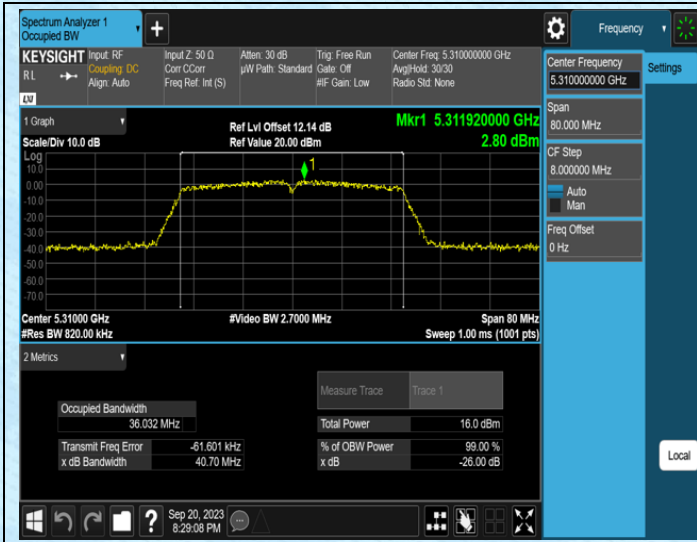 Spectrum Analyzer 1
Occupied BW
Frequency
KEYSIGHT
R L
LXI
Input: RF
Coupling: DC
Align: Auto
Input Z: 50 Ω
Corr CCorr
Freq Ref: Int (S)
Atten: 30 dB
µW Path: Standard
Trig: Free Run
Gate: Off
#IF Gain: Low
Center Freq: 5.310000000 GHz
Avg|Hold: 30/30
Radio Std: None
Center Frequency
5.310000000 GHz
Settings
Span
80.000 MHz
CF Step
8.000000 MHz
Auto
Man
Freq Offset
0 Hz
Local
1 Graph
Scale/Div 10.0 dB
Ref Lvl Offset 12.14 dB
Ref Value 20.00 dBm
Mkr1 5.311920000 GHz
2.80 dBm
Log
1
10.0
0.00
-10.0
-20.0
-30.0
-40.0
-50.0
-60.0
-70.0
Center 5.31000 GHz
#Video BW 2.7000 MHz
Span 80 MHz
#Res BW 820.00 kHz
Sweep 1.00 ms (1001 pts)
2 Metrics
Measure Trace
Trace 1
Occupied Bandwidth
36.032 MHz
Total Power
16.0 dBm
Transmit Freq Error
-61.601 kHz
% of OBW Power
99.00 %
x dB Bandwidth
40.70 MHz
x dB
-26.00 dB
?
Sep 20, 2023
8:29:08 PM